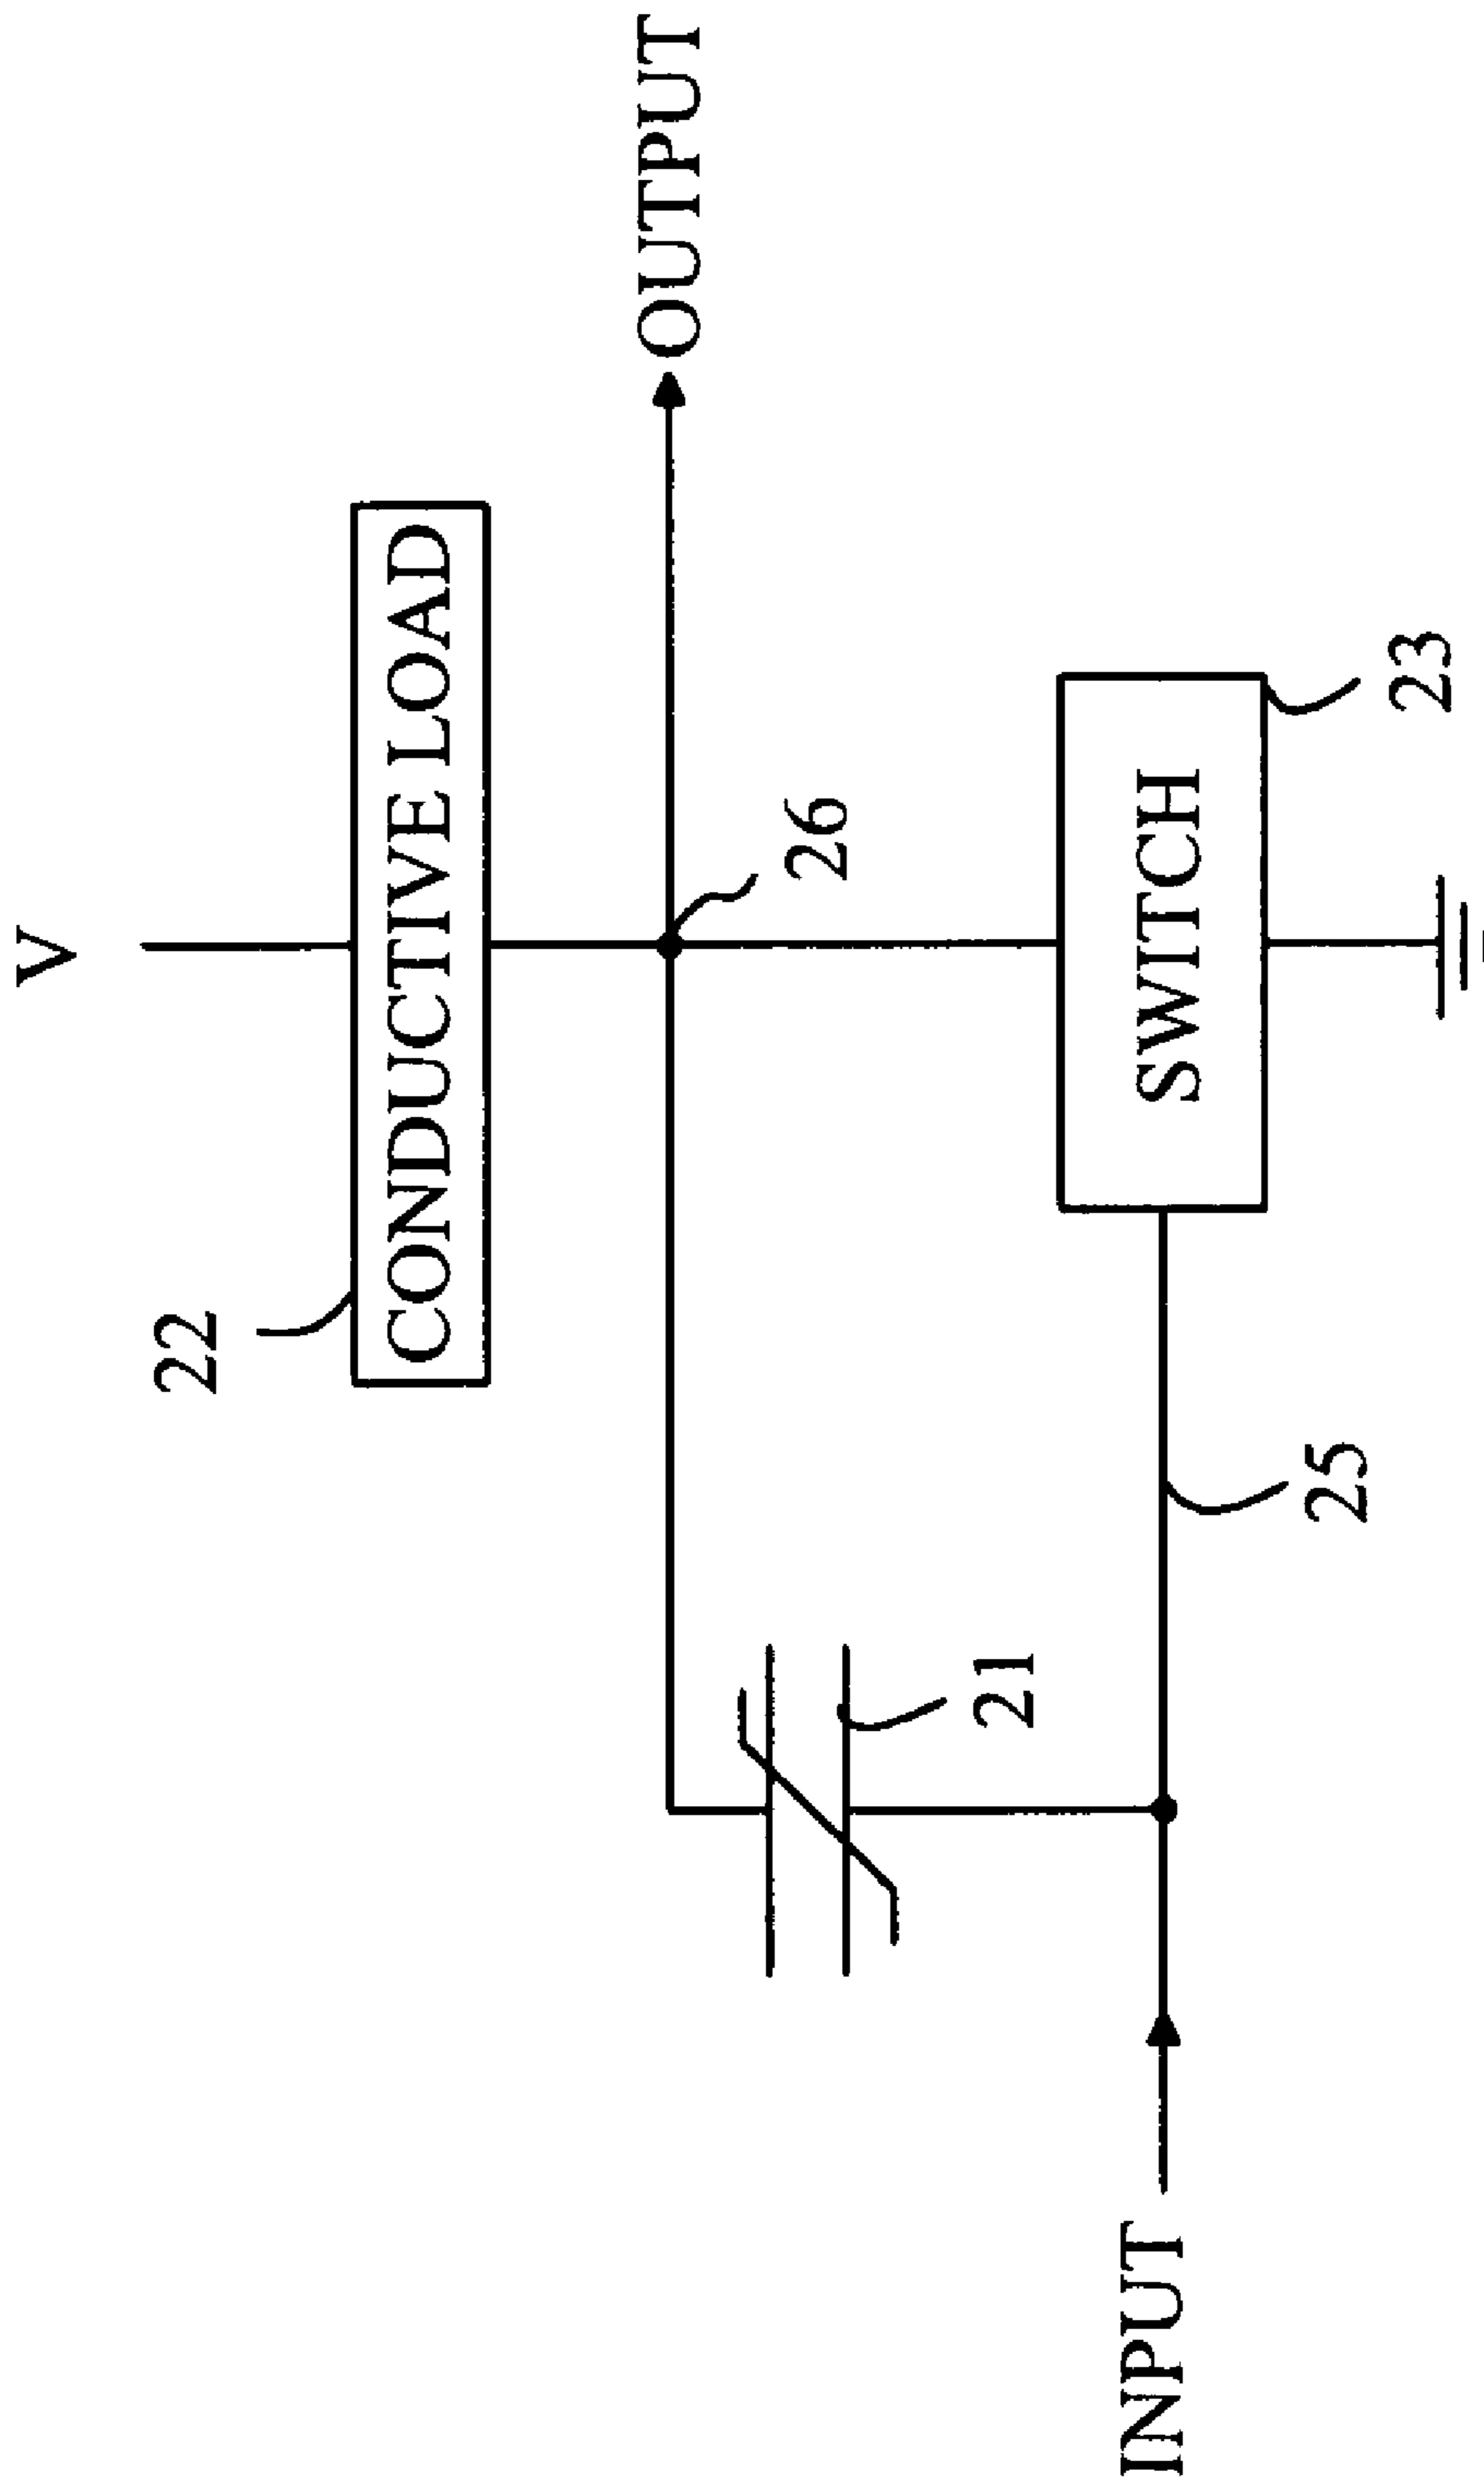 V
22
CONDUCTIVE LOAD
OUTPUT
26
21
SWITCH
INPUT
25
23